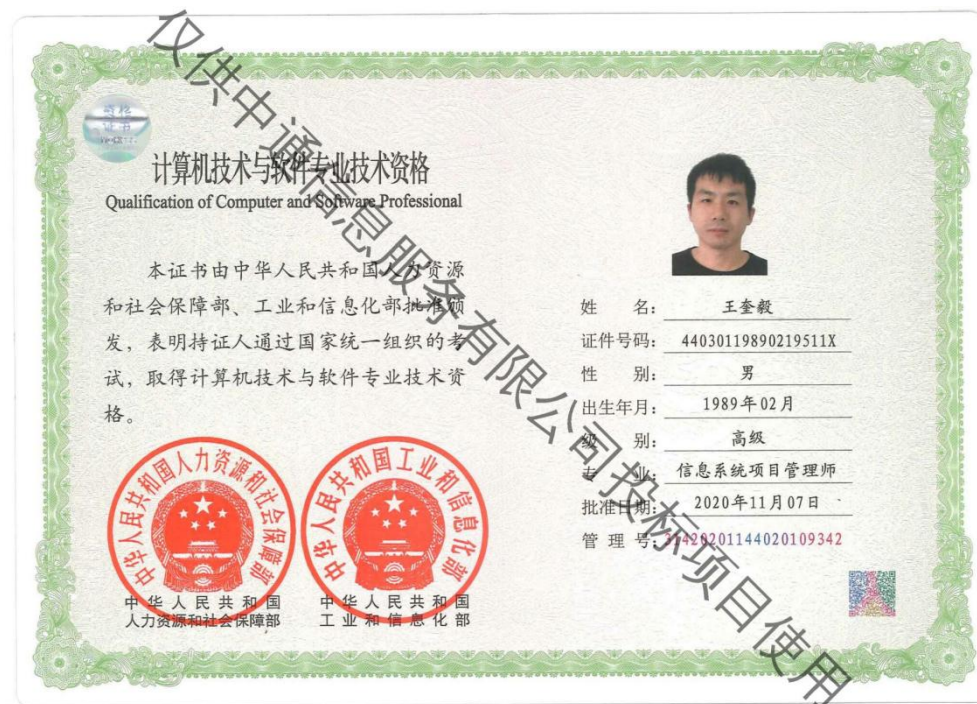 仅供中通信息服务有限公司投标项目使用
计算机技术与软件专业技术资格
Qualification of Computer and Software Professional
本证书由中华人民共和国人力资源
和社会保障部、工业和信息化部批准颁
发，表明持证人通过国家统一组织的考
试，取得计算机技术与软件专业技术资
格。
姓 名： 王奎毅
证件号码： 44030119890219511X
性 别： 男
出生年月： 1989年02月
级 别： 高级
专 业： 信息系统项目管理师
批准日期： 2020年11月07日
管 理 号： 31420201144020109342
中华人民共和国人力资源和社会保障部
中华人民共和国工业和信息化部
中华人民共和国
人力资源和社会保障部
中华人民共和国
工业和信息化部